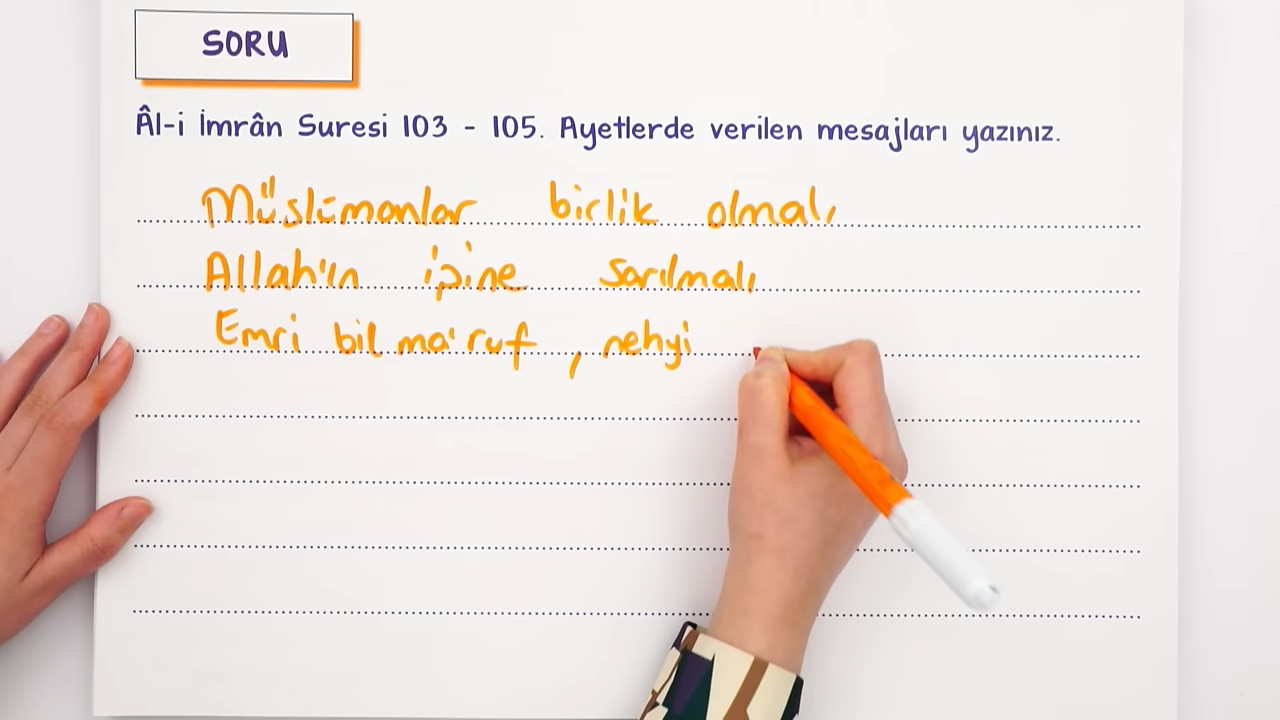 SORU
Âl-i İmrân Suresi 103 - 105. Ayetlerde verilen mesajları yazınız.
Müslümanlar birlik olmalı
Allah'ın ipine sarılmalı
Emri bil ma'ruf, nehyi